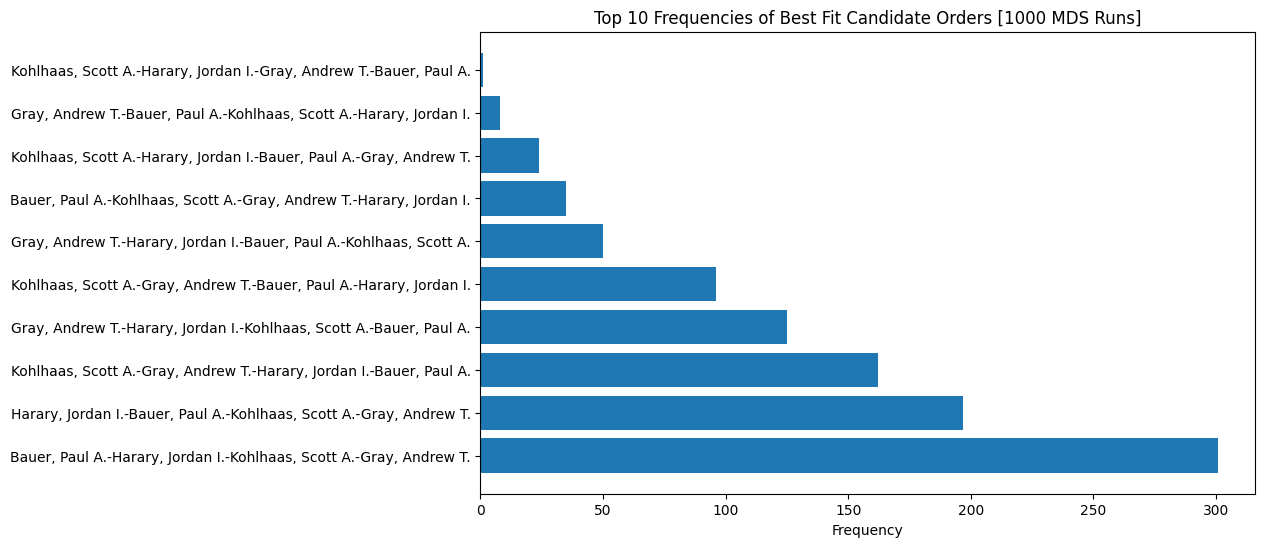 Top 10 Frequencies of Best Fit Candidate Orders [1000 MDS Runs]
Kohlhaas, Scott A.-Harary, Jordan I.-Gray, Andrew T.-Bauer, Paul A.
Gray, Andrew T.-Bauer, Paul A.-Kohlhaas, Scott A.-Harary, Jordan I.
Kohlhaas, Scott A.-Harary, Jordan I.-Bauer, Paul A.-Gray, Andrew T.
Bauer, Paul A.-Kohlhaas, Scott A.-Gray, Andrew T.-Harary, Jordan I.
Gray, Andrew T.-Harary, Jordan I.-Bauer, Paul A.-Kohlhaas, Scott A.
Kohlhaas, Scott A.-Gray, Andrew T.-Bauer, Paul A.-Harary, Jordan I.
Gray, Andrew T.-Harary, Jordan I.-Kohlhaas, Scott A.-Bauer, Paul A.
Kohlhaas, Scott A.-Gray, Andrew T.-Harary, Jordan I.-Bauer, Paul A.
Harary, Jordan I.-Bauer, Paul A.-Kohlhaas, Scott A.-Gray, Andrew T.
Bauer, Paul A.-Harary, Jordan I.-Kohlhaas, Scott A.-Gray, Andrew T.
0 50 100 150 200 250 300
Frequency